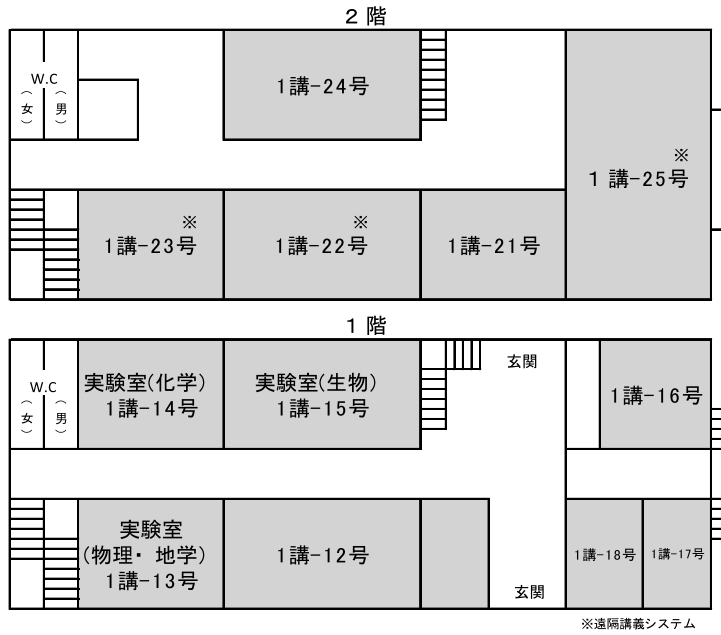 2 階
W.C
（女）
（男）
1講-24号
※
1 講-25号
※
1講-23号
※
1講-22号
1講-21号
1 階
W.C
（女）
（男）
実験室(化学)
1講-14号
実験室(生物)
1講-15号
玄関
1講-16号
実験室
(物理・ 地学)
1講-13号
1講-12号
玄関
1講-18号
1講-17号
※遠隔講義システム